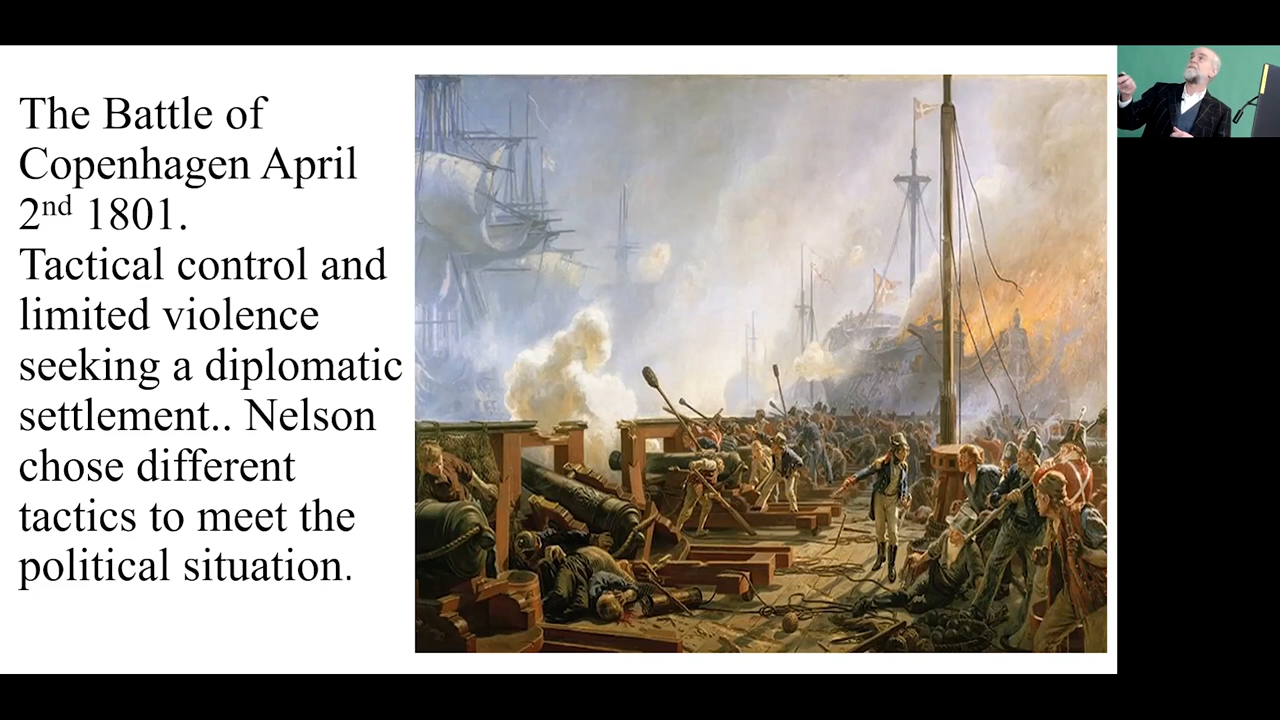 The Battle of
Copenhagen April
2nd 1801.
Tactical control and
limited violence
seeking a diplomatic
settlement.. Nelson
chose different
tactics to meet the
political situation.